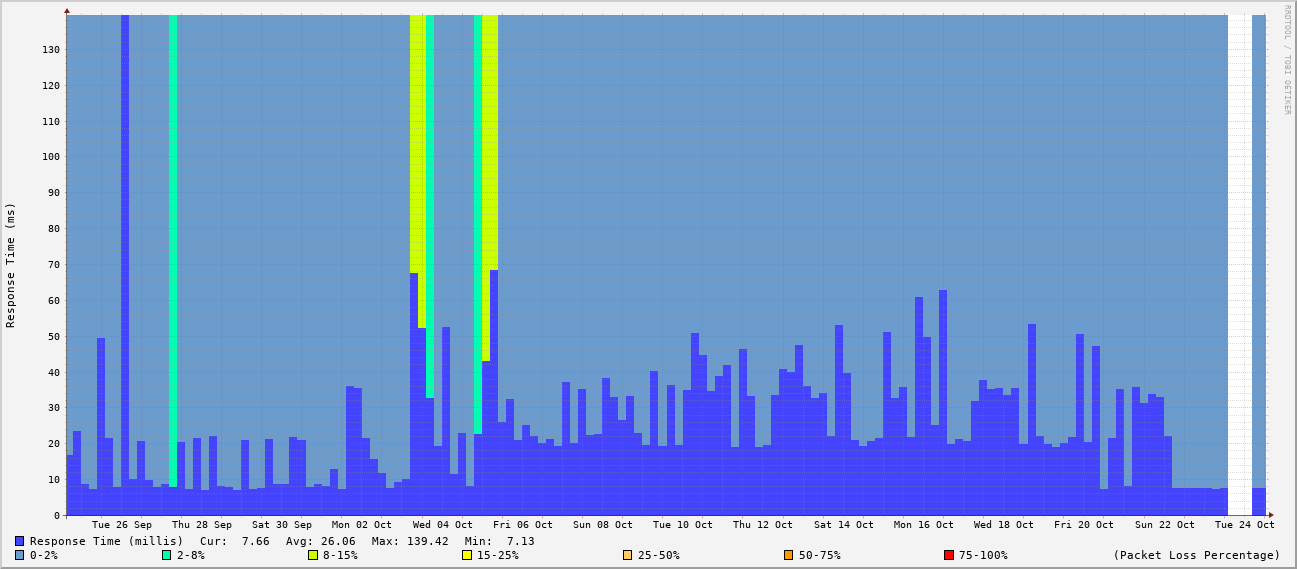 RRDTOOL / TOBI OETIKER
Response Time (ms)
130
120
110
100
90
80
70
60
50
40
30
20
10
0
Tue 26 Sep Thu 28 Sep Sat 30 Sep Mon 02 Oct Wed 04 Oct Fri 06 Oct Sun 08 Oct Tue 10 Oct Thu 12 Oct Sat 14 Oct Mon 16 Oct Wed 18 Oct Fri 20 Oct Sun 22 Oct Tue 24 Oct
Response Time (millis) Cur: 7.66 Avg: 26.06 Max: 139.42 Min: 7.13
0-2% 2-8% 8-15% 15-25% 25-50% 50-75% 75-100% (Packet Loss Percentage)